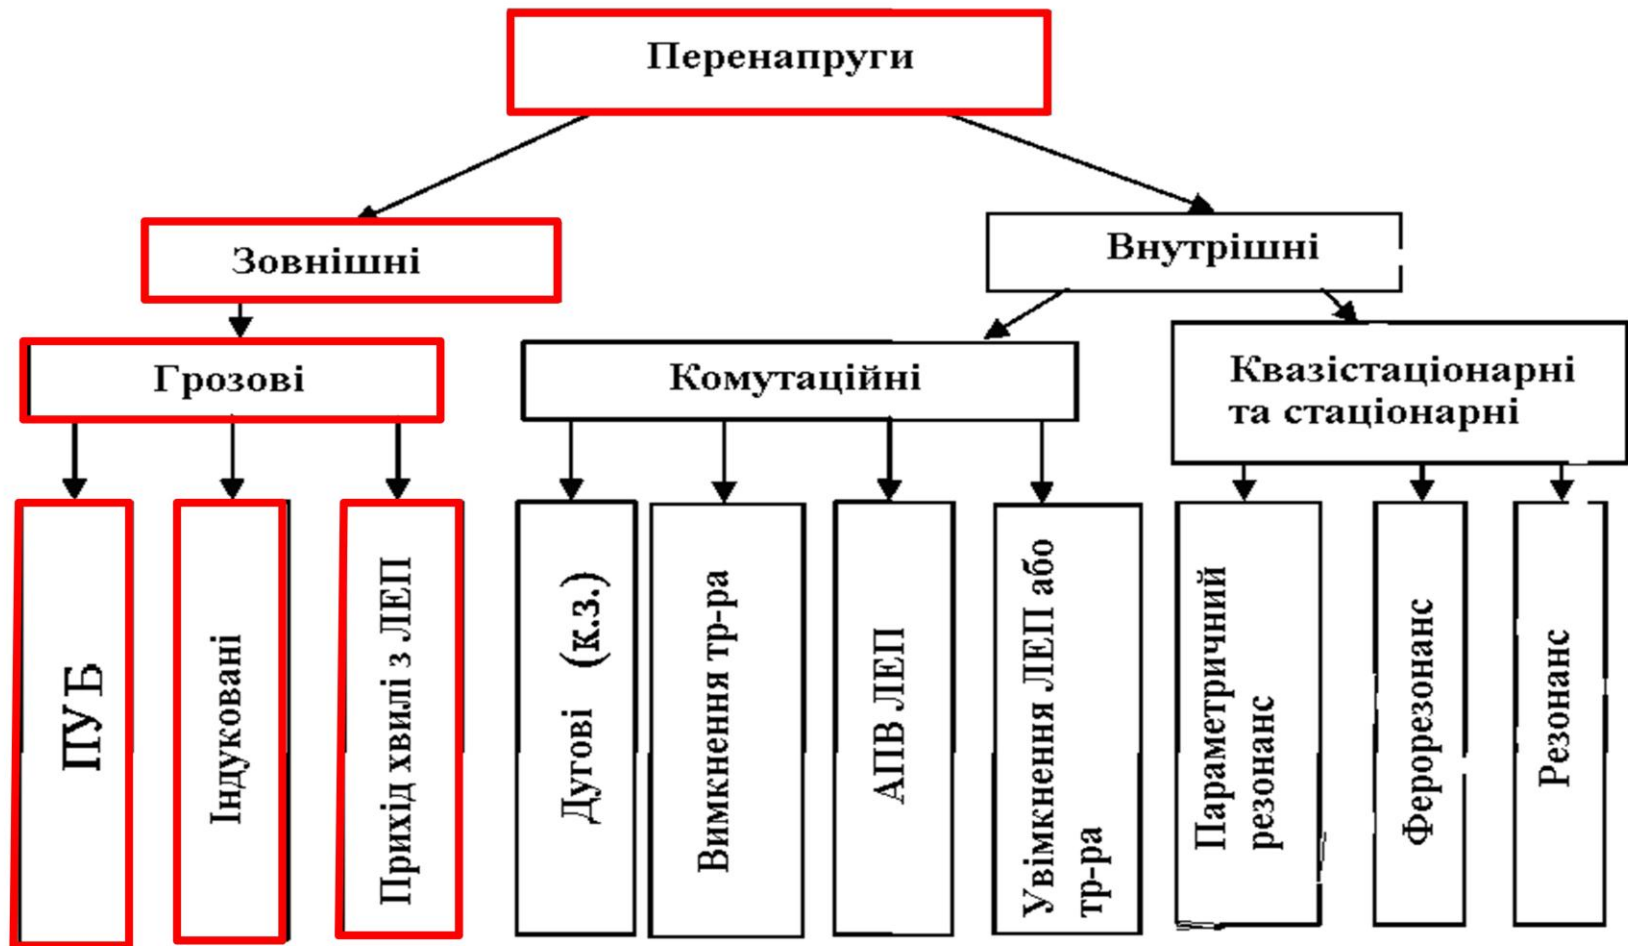 Перенапруги
Зовнішні
Внутрішні
Грозові
Комутаційні
Квазістаціонарні
та стаціонарні
ПУБ
Індуковані
Прихід хвилі з ЛЕП
Дугові (к.з.)
Вимкнення тр-ра
АПВ ЛЕП
Увімкнення ЛЕП або
тр-ра
Параметричний
резонанс
Ферорезонанс
Резонанс